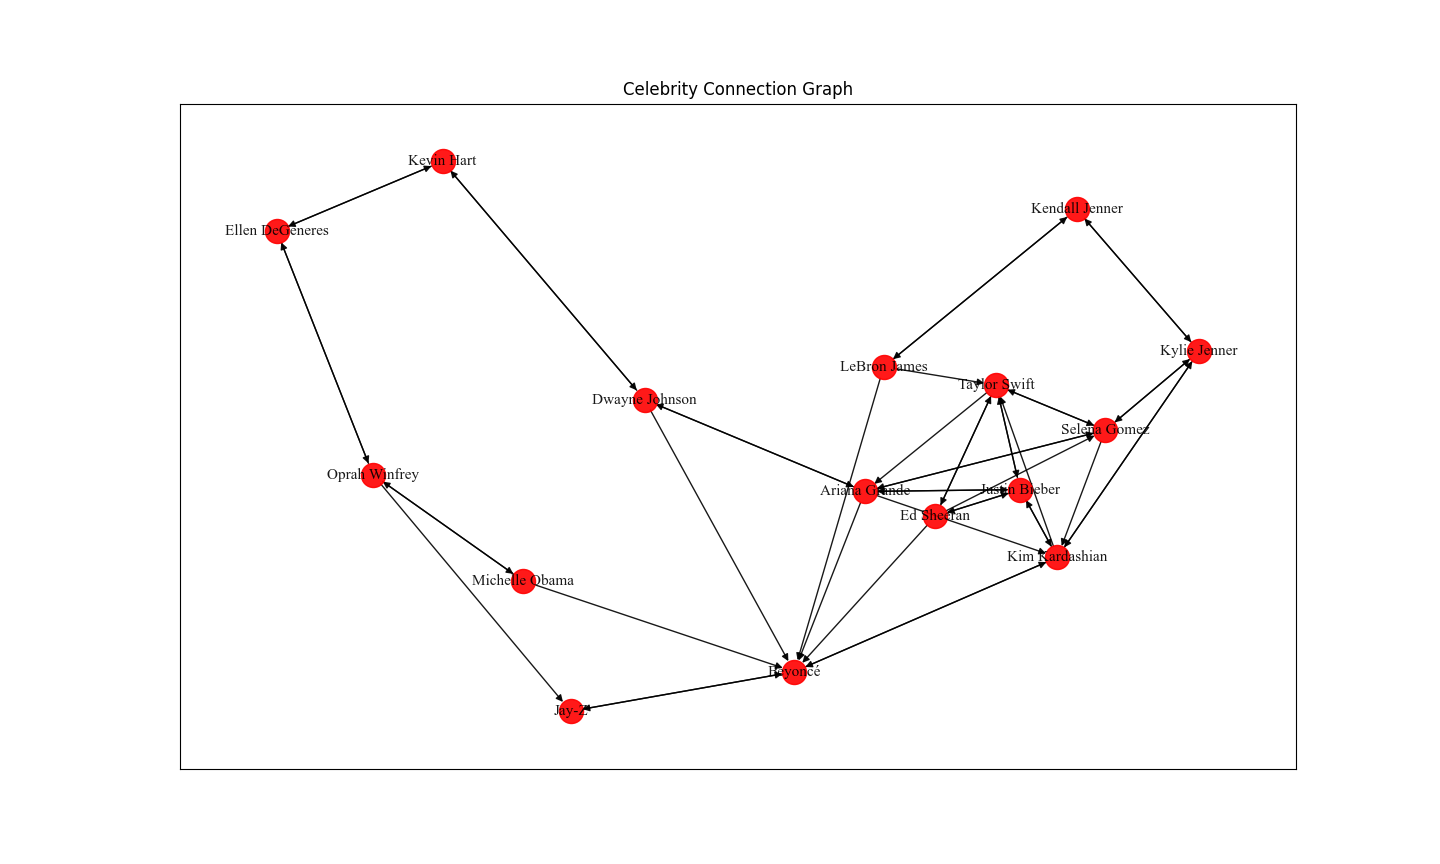 Celebrity Connection Graph
Kevin Hart
Kendall Jenner
Ellen DeGeneres
Kylie Jenner
LeBron James
Taylor Swift
Dwayne Johnson
Selena Gomez
Oprah Winfrey
Ariana Grande
Justin Bieber
Ed Sheeran
Kim Kardashian
Michelle Obama
Beyoncé
Jay-Z